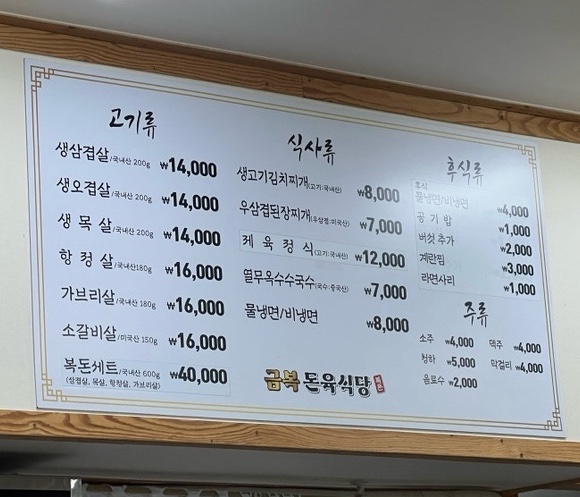 고기류
생삼겹살/국내산 200g ₩14,000
생오겹살/국내산 200g ₩14,000
생 목 살/국내산 200g ₩14,000
항 정 살/국내산180g ₩16,000
가브리살/국내산 180g ₩16,000
소갈비살/미국산 150g ₩16,000
복돈세트/국내산 600g ₩40,000
(삼겹살, 목살, 항정살, 가브리살)
식사류
생고기김치찌개(고기:국내산) ₩8,000
우삼겹된장찌개(우삼겹:미국산) ₩7,000
제 육 정 식(고기:국내산) ₩12,000
열무옥수수국수(국수:중국산) ₩7,000
물냉면/비냉면 ₩8,000
금복 돈육식당
후식류
후식
물냉면/비냉면 ₩4,000
공 기 밥 ₩1,000
버섯 추가 ₩2,000
계란찜 ₩3,000
라면사리 ₩1,000
주류
소주 ₩4,000 맥주 ₩4,000
청하 ₩5,000 막걸리 ₩4,000
음료수 ₩2,000